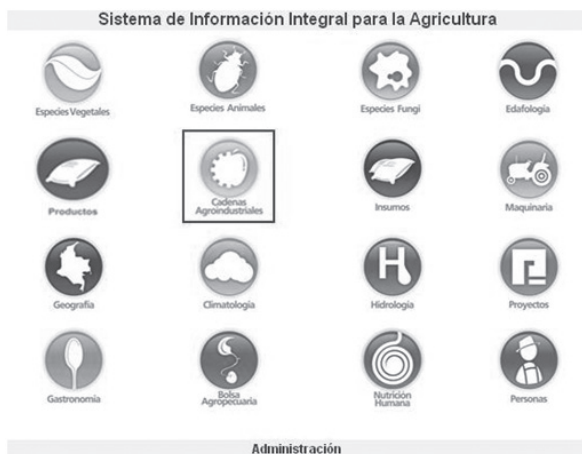 Sistema de Información Integral para la Agricultura
Especies Vegetales
Especies Animales
Especies Fungi
Edafología
Productos
Cadenas
Agroindustriales
Insumos
Maquinaria
Geografía
Climatología
Hidrología
Proyectos
Gastronomía
Bolsa
Agropecuaria
Nutrición
Humana
Personas
Administración